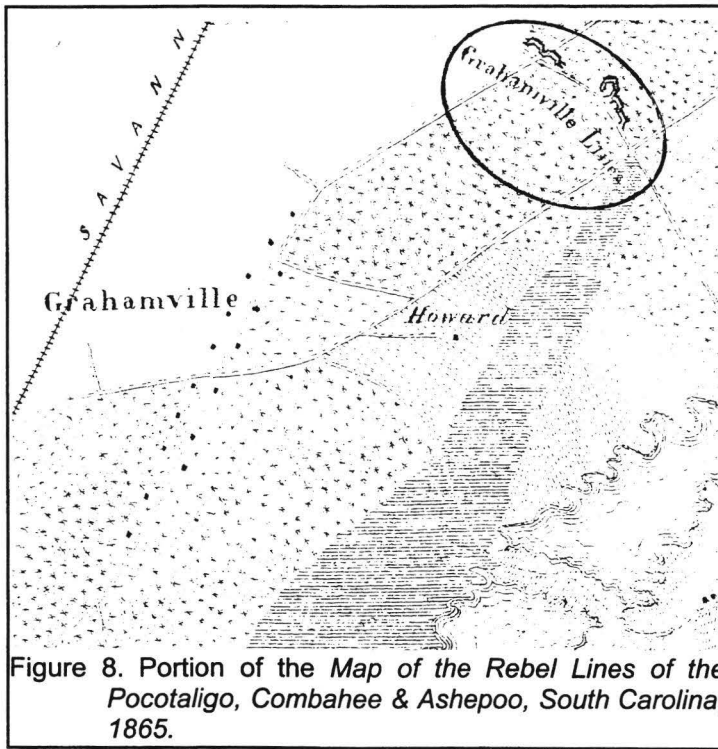 SAVANN
Grahamville Lines
Grahamville
Howard
Figure 8. Portion of the Map of the Rebel Lines of the
Pocotaligo, Combahee & Ashepoo, South Carolina
1865.